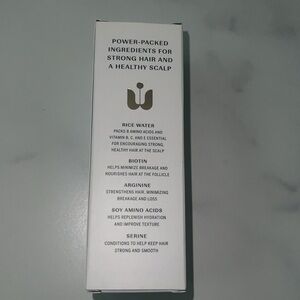 POWER-PACKED
INGREDIENTS FOR
STRONG HAIR AND
A HEALTHY SCALP
RICE WATER
PACKS 8 AMINO ACIDS AND
VITAMIN B, C, AND E ESSENTIAL
FOR ENCOURAGING STRONG,
HEALTHY HAIR AT THE SCALP
BIOTIN
HELPS MINIMIZE BREAKAGE AND
NOURISHES HAIR AT THE FOLLICLE
ARGININE
STRENGTHENS HAIR, MINIMIZING
BREAKAGE AND LOSS
SOY AMINO ACIDS
HELPS REPLENISH HYDRATION
AND IMPROVE TEXTURE
SERINE
CONDITIONS TO HELP KEEP HAIR
STRONG AND SMOOTH